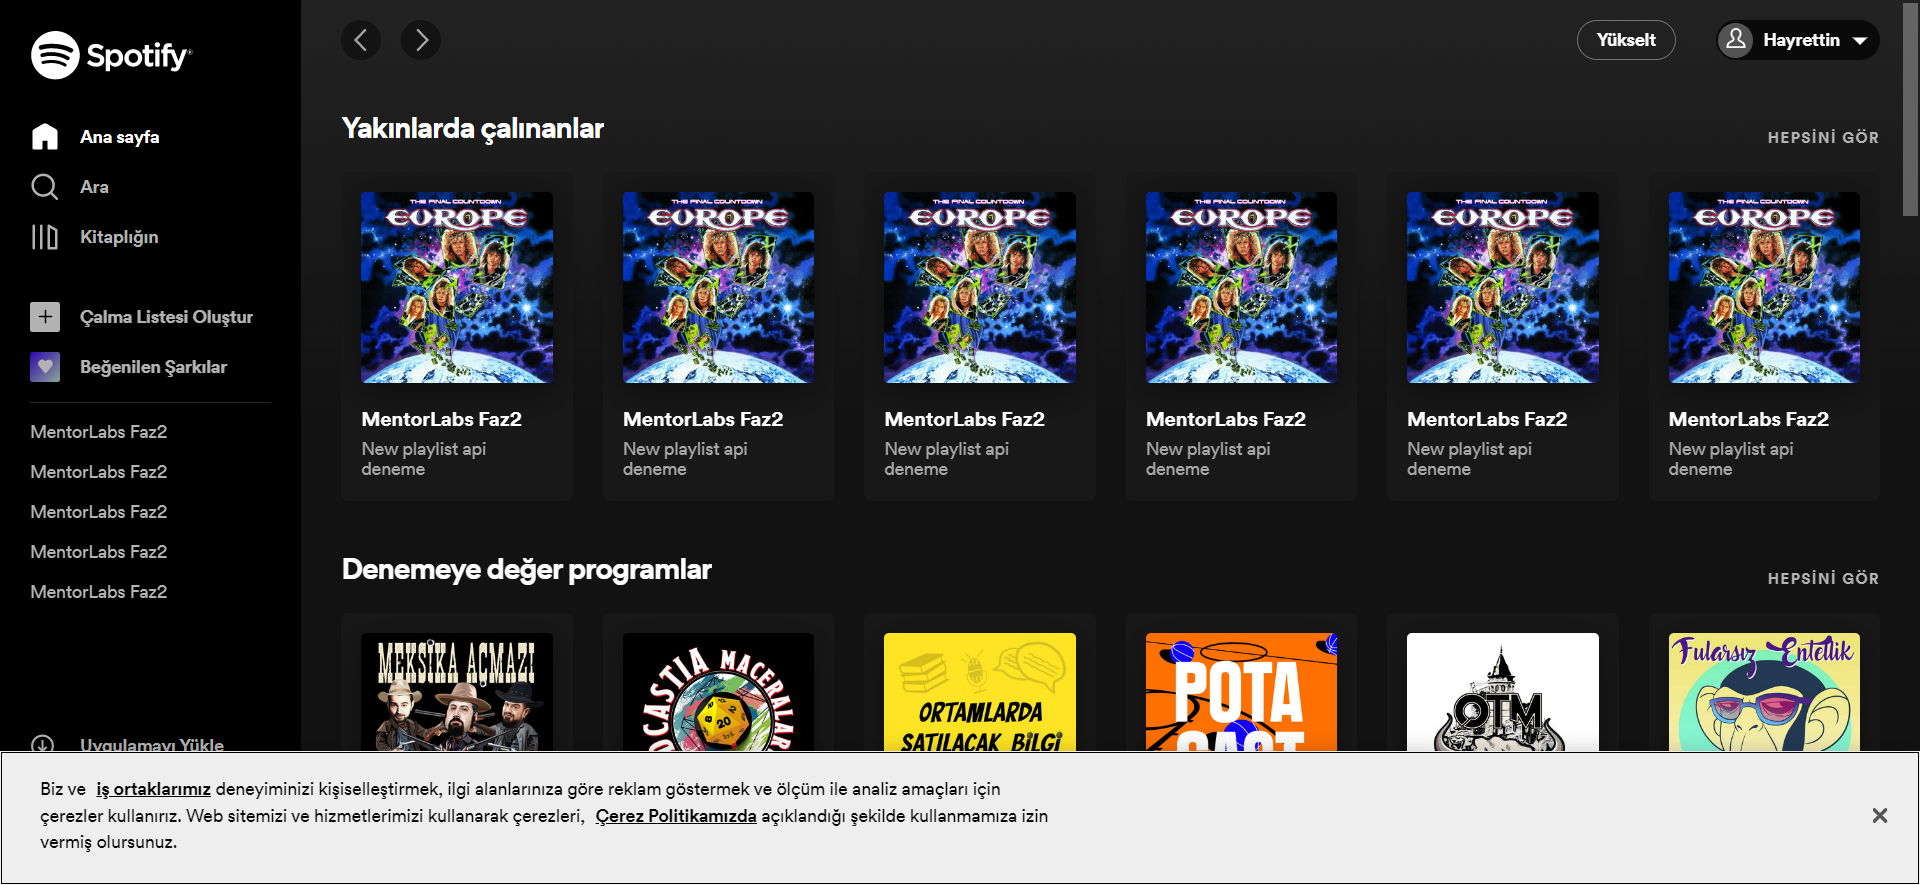 Spotify
Yükselt
Hayrettin
Ana sayfa
Ara
Kitaplığın
Çalma Listesi Oluştur
Beğenilen Şarkılar
MentorLabs Faz2
MentorLabs Faz2
MentorLabs Faz2
MentorLabs Faz2
MentorLabs Faz2
Uygulamayı Yükle
Yakınlarda çalınanlar
HEPSİNİ GÖR
THE FINAL COUNTDOWN
EUROPE
MentorLabs Faz2
New playlist api
deneme
THE FINAL COUNTDOWN
EUROPE
MentorLabs Faz2
New playlist api
deneme
THE FINAL COUNTDOWN
EUROPE
MentorLabs Faz2
New playlist api
deneme
THE FINAL COUNTDOWN
EUROPE
MentorLabs Faz2
New playlist api
deneme
THE FINAL COUNTDOWN
EUROPE
MentorLabs Faz2
New playlist api
deneme
THE FINAL COUNTDOWN
EUROPE
MentorLabs Faz2
New playlist api
deneme
Denemeye değer programlar
HEPSİNİ GÖR
MEKSİKA AÇMAZI
20
ORTAMLARDA
SATILACAK BİLGİ
POTA
CAST
OTM
Fularsız Entellik
Biz ve iş ortaklarımız deneyiminizi kişiselleştirmek, ilgi alanlarınıza göre reklam göstermek ve ölçüm ile analiz amaçları için
çerezler kullanırız. Web sitemizi ve hizmetlerimizi kullanarak çerezleri, Çerez Politikamızda açıklandığı şekilde kullanmamıza izin
vermiş olursunuz.